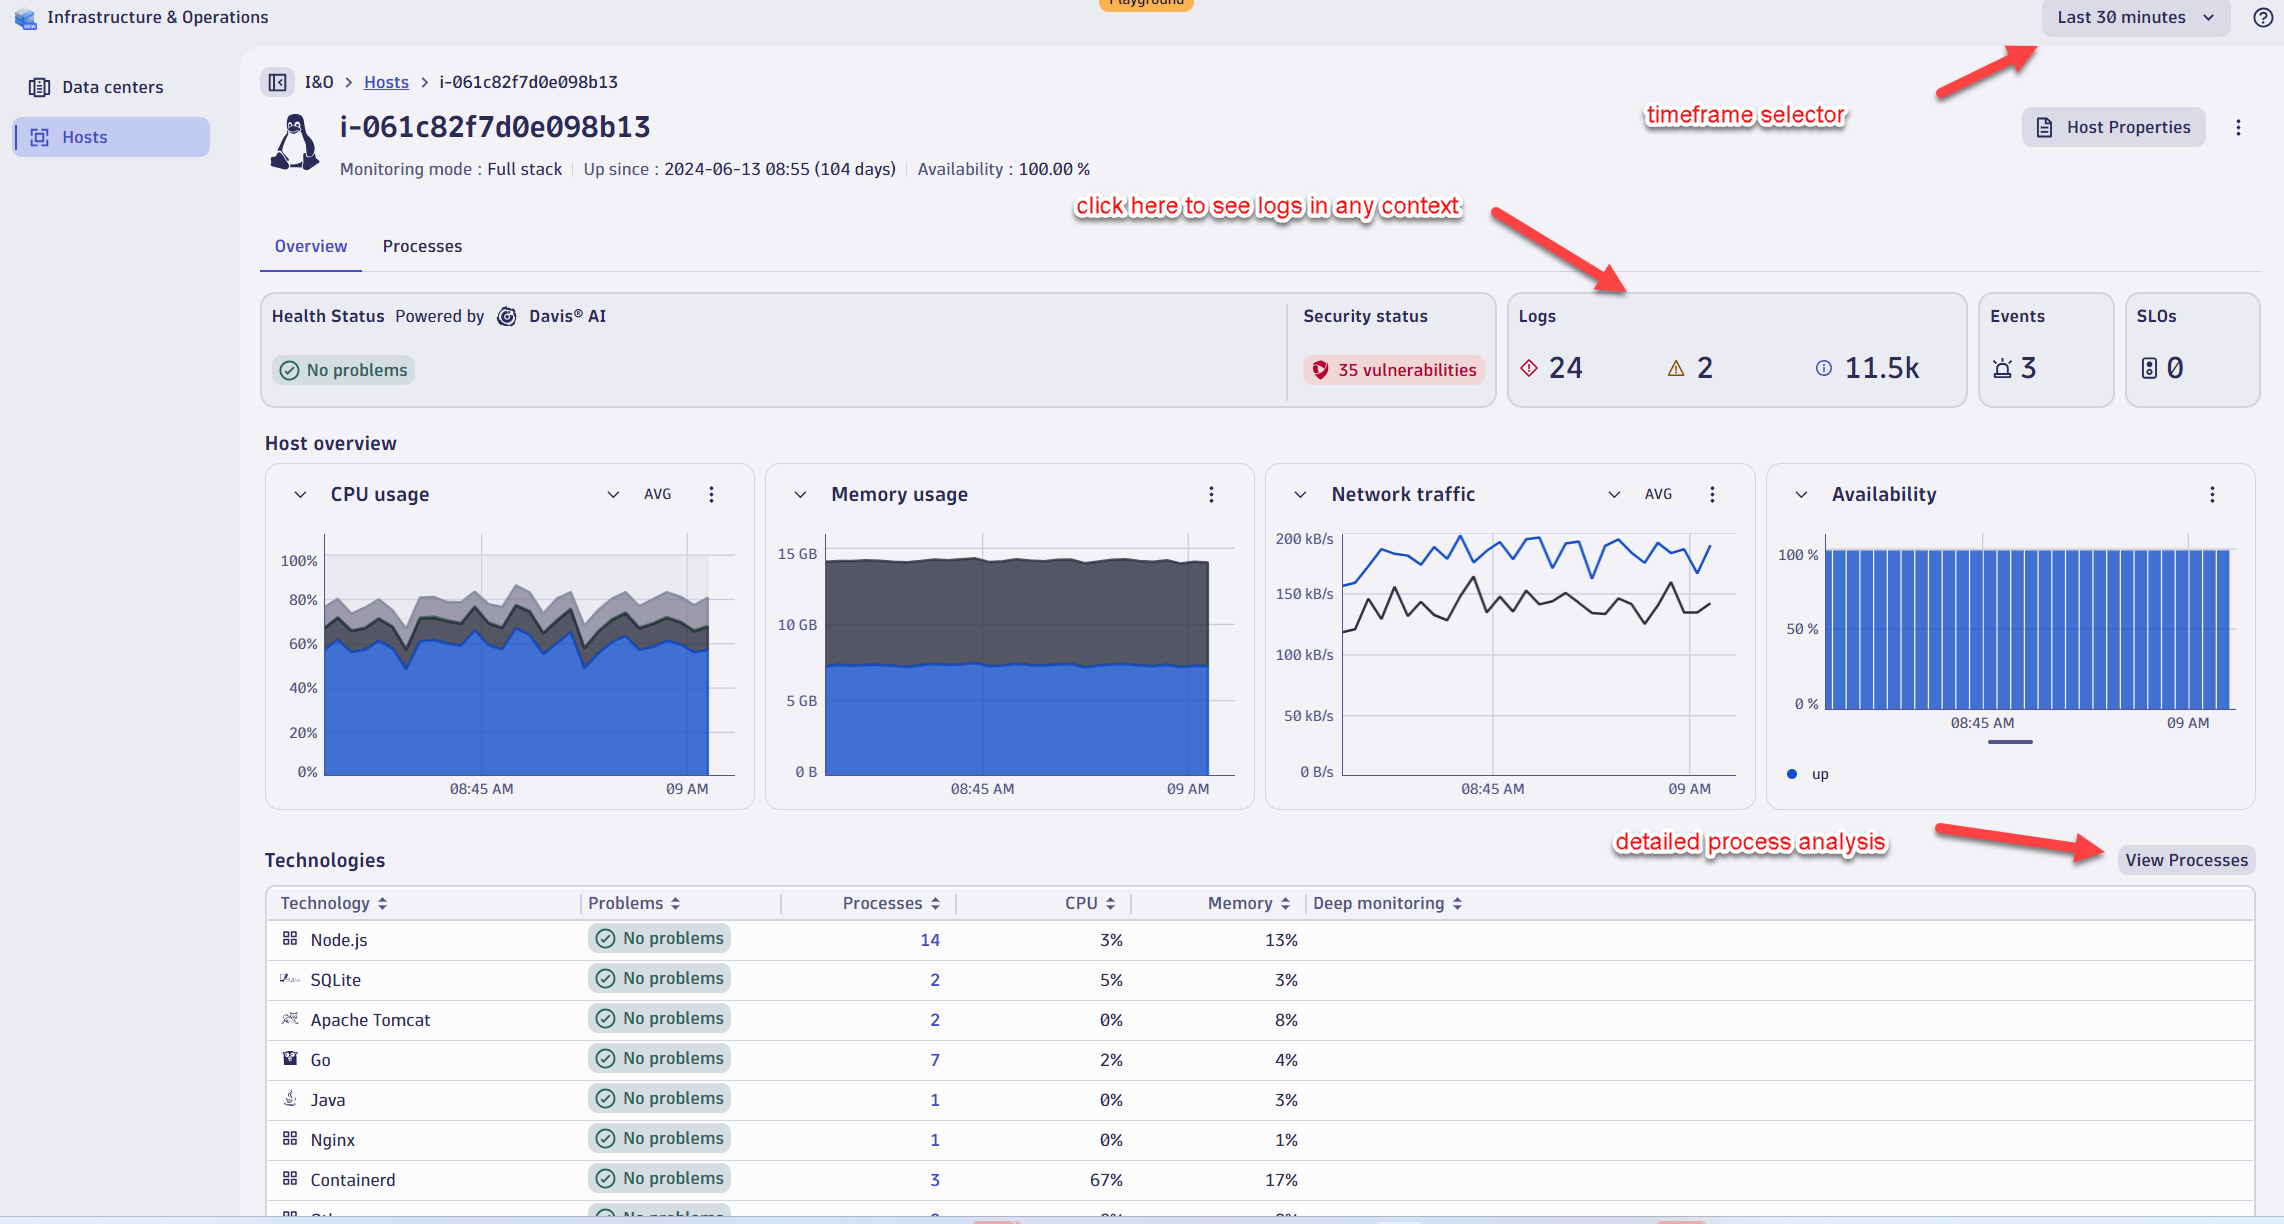 Playground
Infrastructure & Operations
Last 30 minutes
Data centers
Hosts
I&O > Hosts > i-061c82f7d0e098b13
timeframe selector
i-061c82f7d0e098b13
Host Properties
Monitoring mode : Full stack Up since : 2024-06-13 08:55 (104 days) Availability : 100.00 %
click here to see logs in any context
Overview Processes
Health Status Powered by Davis® AI
No problems
Security status
35 vulnerabilities
Logs
24 2 11.5k
Events
3
SLOs
0
Host overview
CPU usage AVG
100%
80%
60%
40%
20%
0%
08:45 AM 09 AM
Memory usage
15 GB
10 GB
5 GB
0 B
08:45 AM 09 AM
Network traffic AVG
200 kB/s
150 kB/s
100 kB/s
50 kB/s
0 B/s
08:45 AM 09 AM
Availability
100 %
50 %
0 %
08:45 AM 09 AM
up
detailed process analysis
Technologies
View Processes
Technology Problems Processes CPU Memory Deep monitoring
Node.js No problems 14 3% 13%
SQLite No problems 2 5% 3%
Apache Tomcat No problems 2 0% 8%
Go No problems 7 2% 4%
Java No problems 1 0% 3%
Nginx No problems 1 0% 1%
Containerd No problems 3 67% 17%
No problems